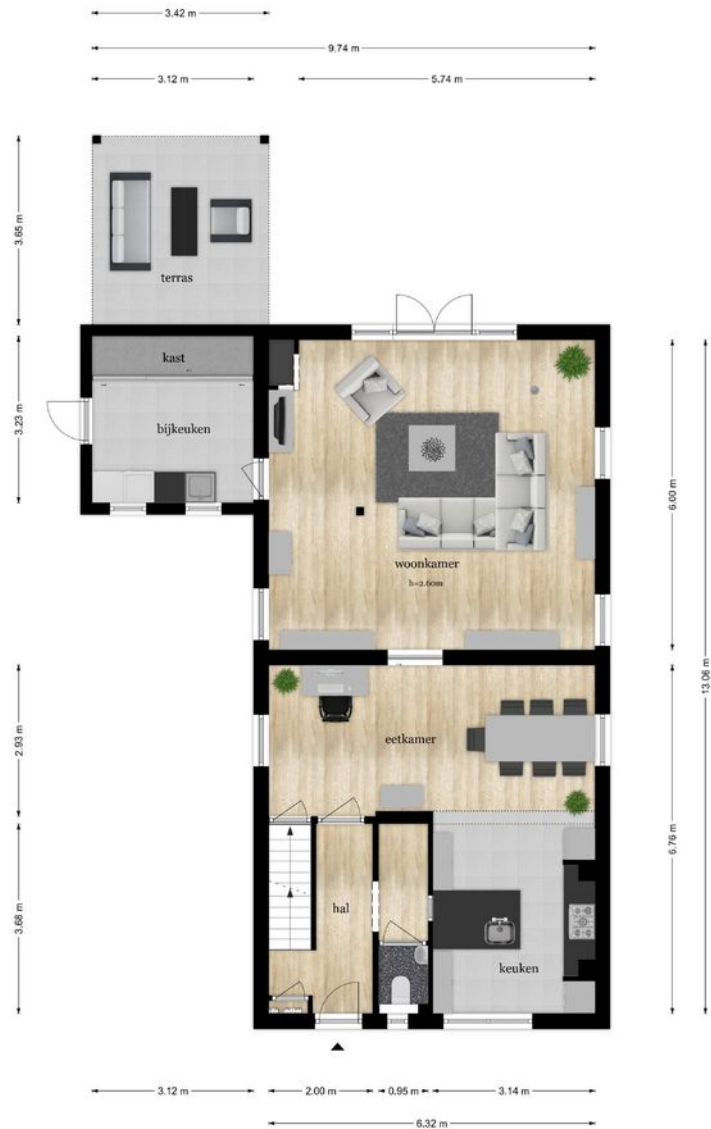 3.42 m
9.74 m
3.12 m
5.74 m
3.65 m
terras
kast
3.23 m
bijkeuken
6.00 m
woonkamer
h=2.60m
13.06 m
2.93 m
eetkamer
6.76 m
3.68 m
hal
keuken
3.12 m
2.00 m
0.95 m
3.14 m
6.32 m